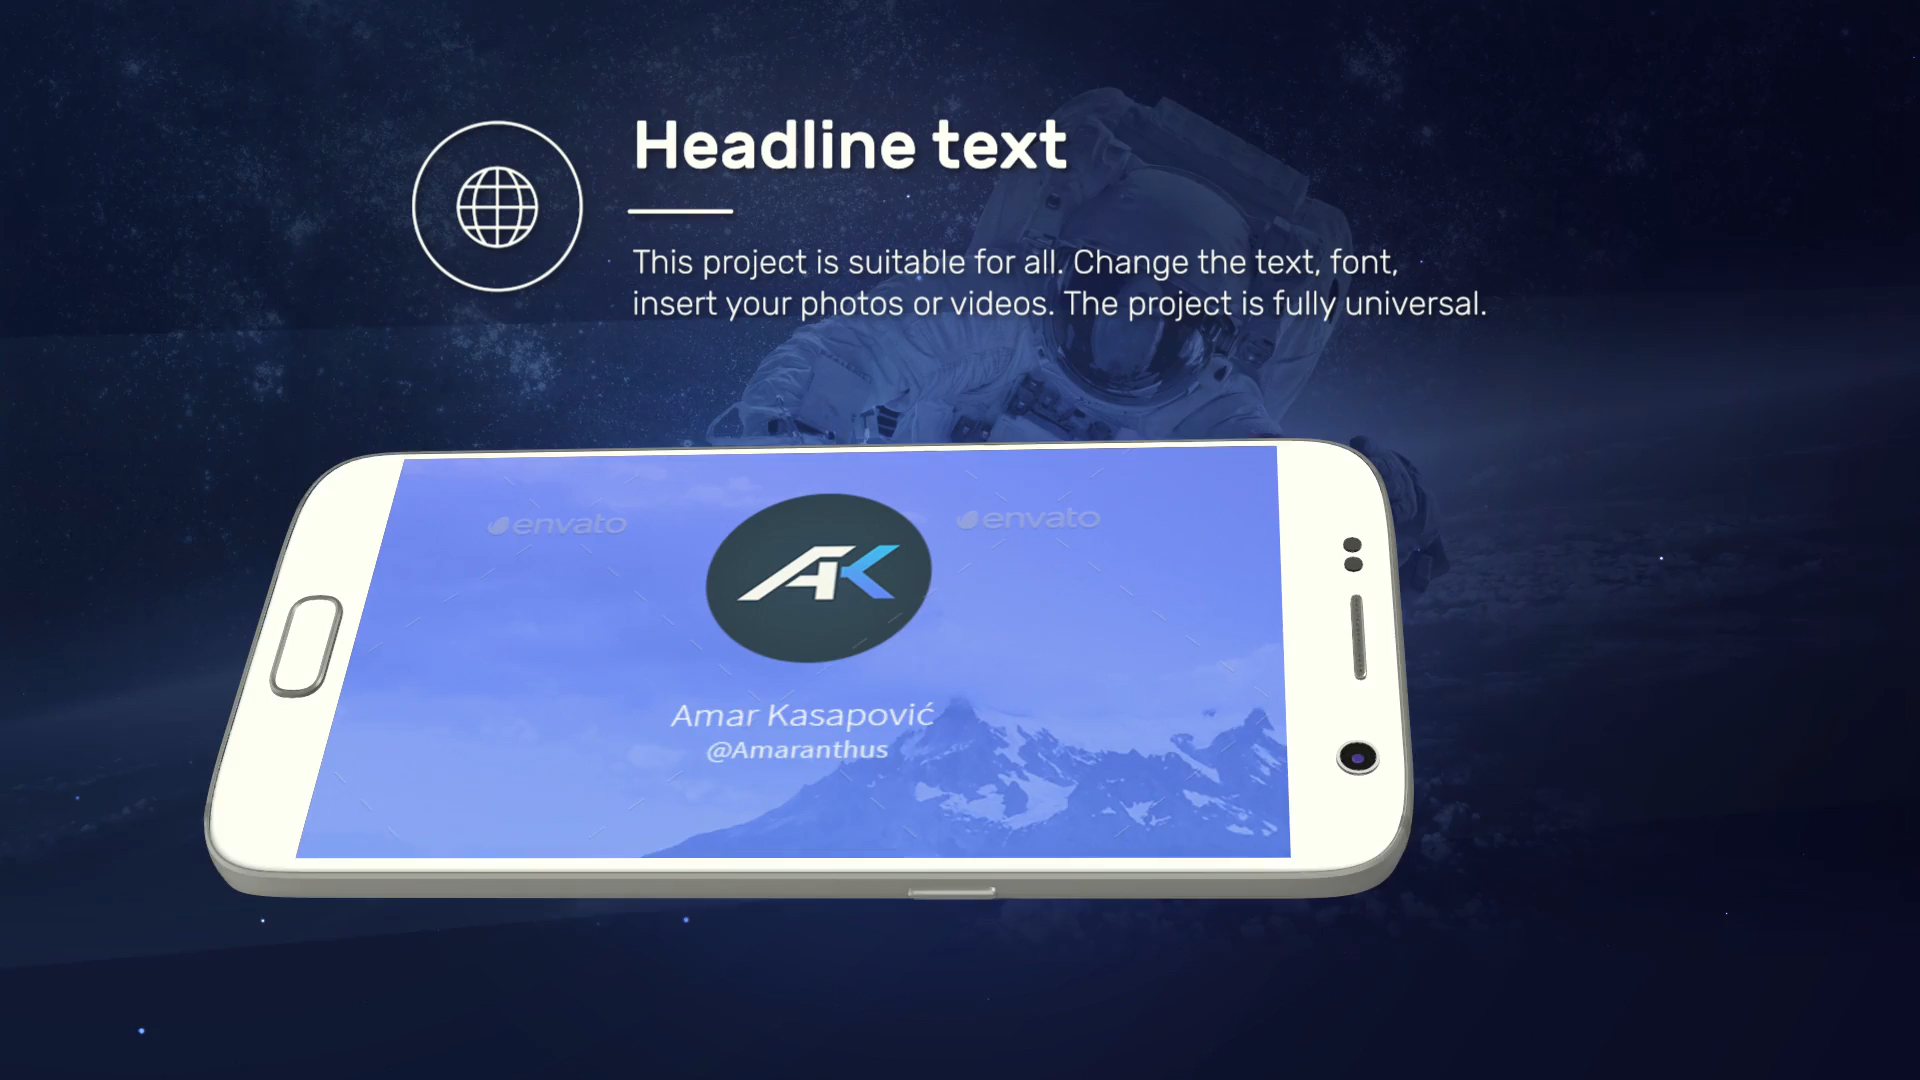 Headline text
This project is suitable for all. Change the text, font,
insert your photos or videos. The project is fully universal.
envato
envato
AK
Amar Kasapović
@Amaranthus